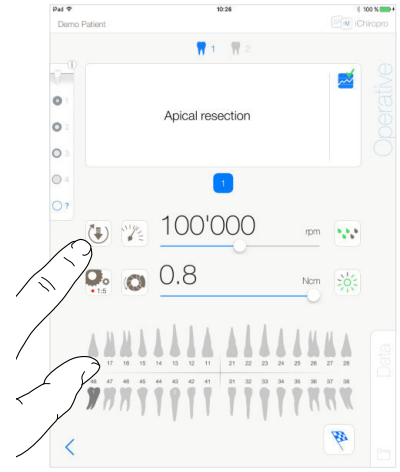 iPad 10:26 100 %
Demo Patient iChiropro
1 2
1
Operative
Apical resection
1
2
3
4
?
1
100'000 rpm
1:5 0.8 Ncm
17 16 15 14 13 12 11 21 22 23 24 25 26 27 28
48 47 46 45 44 43 42 41 31 32 33 34 35 36 37 38
Data